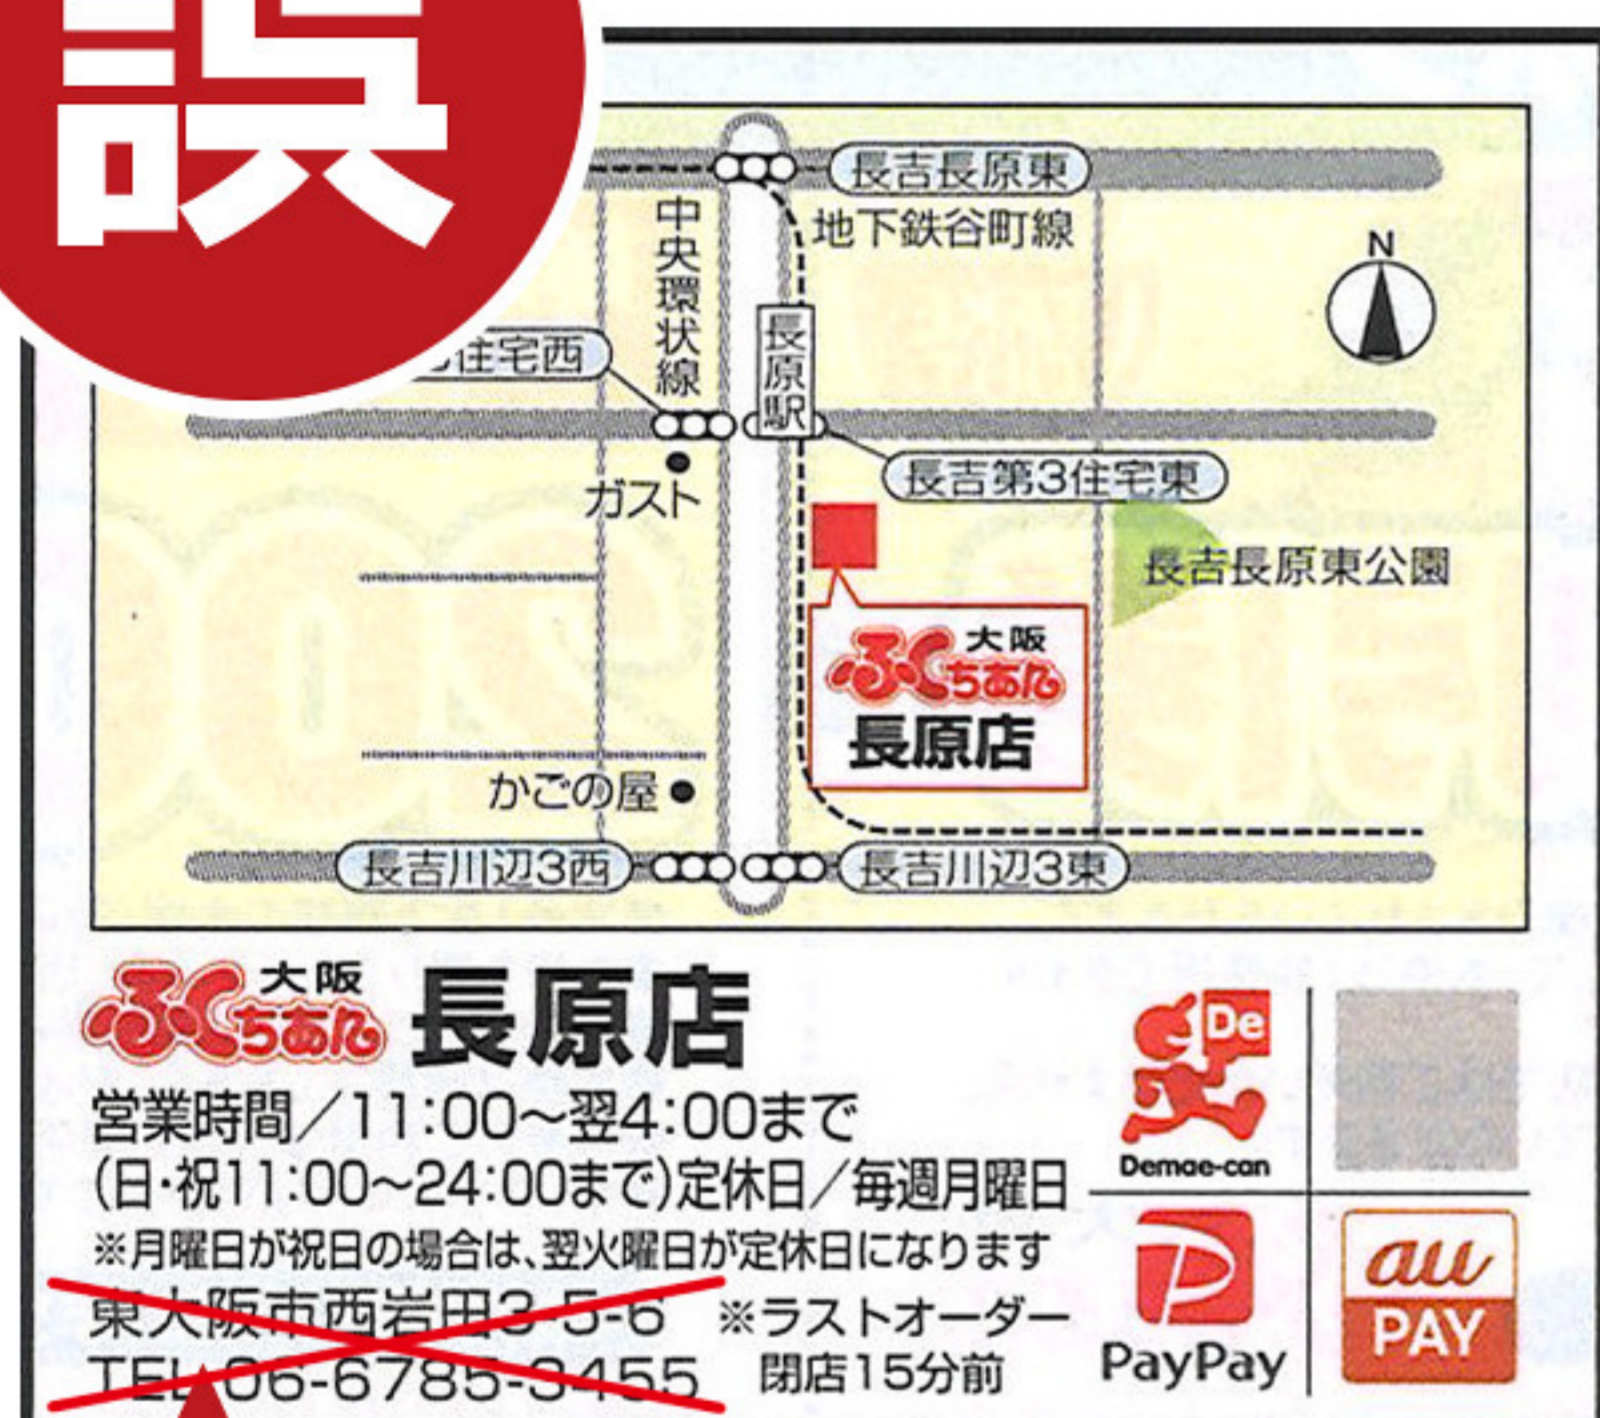 誤
長吉長原東
地下鉄谷町線
中央環状線
N
長原駅
住宅西
長吉第3住宅東
ガスト
長吉長原東公園
大阪
ふくちあん
長原店
かごの屋
長吉川辺3西
長吉川辺3東
大阪
ふくちあん
長原店
De
Demae-can
営業時間/11:00〜翌4:00まで
(日・祝11:00〜24:00まで)定休日/毎週月曜日
※月曜日が祝日の場合は、翌火曜日が定休日になります
東大阪市西岩田3-5-6 ※ラストオーダー
TEL 06-6785-3455 閉店15分前
PayPay
au
PAY